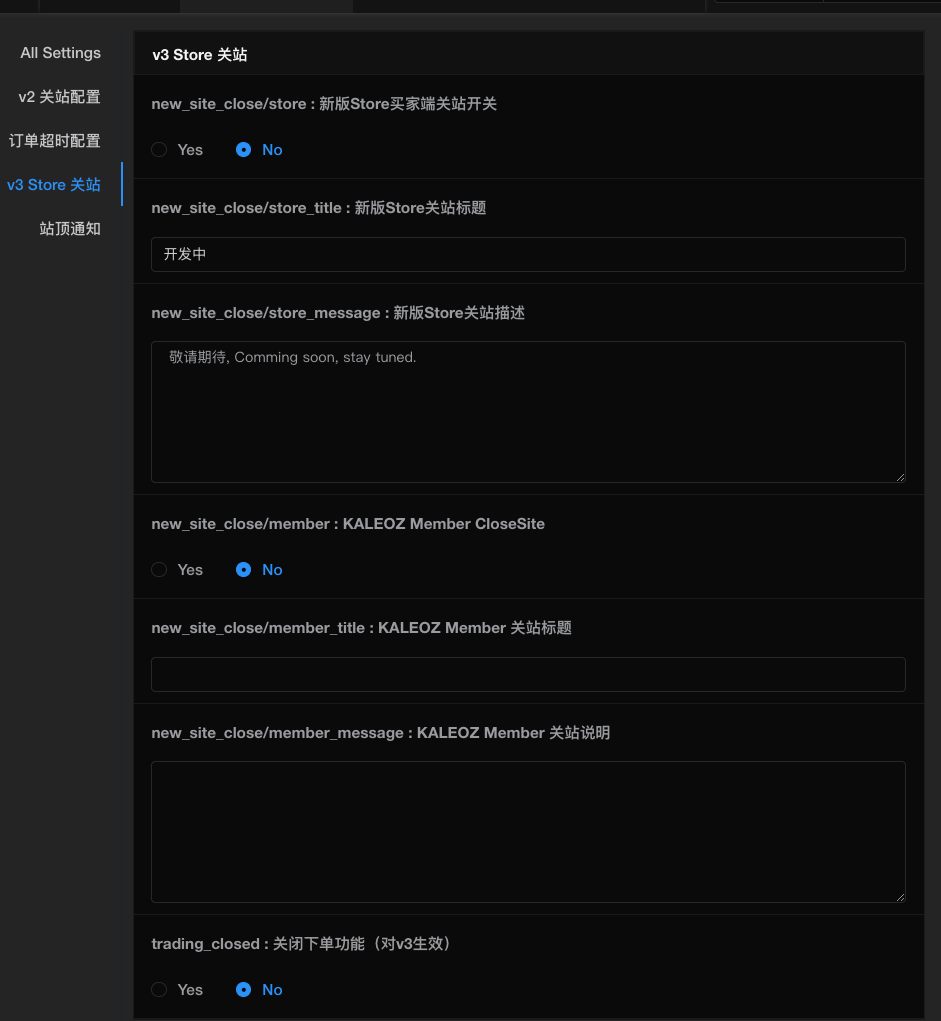 All Settings
v2 关站配置
订单超时配置
v3 Store 关站
站顶通知
v3 Store 关站
new_site_close/store : 新版Store买家端关站开关
Yes No
new_site_close/store_title : 新版Store关站标题
开发中
new_site_close/store_message : 新版Store关站描述
敬请期待, Comming soon, stay tuned.
new_site_close/member : KALEOZ Member CloseSite
Yes No
new_site_close/member_title : KALEOZ Member 关站标题
new_site_close/member_message : KALEOZ Member 关站说明
trading_closed : 关闭下单功能（对v3生效）
Yes No